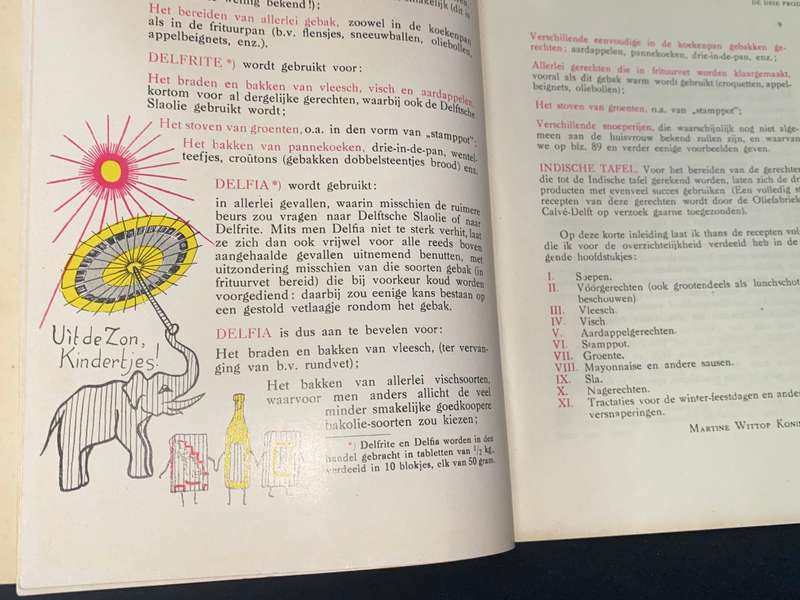 weinig bekend!);
Het bereiden van allerlei gebak, zoowel in de koekenpan
als in de frituurpan (b.v. flensjes, sneeuwballen, oliebollen,
appelbeignets, enz.).
DELFRITE *) wordt gebruikt voor:
Het braden en bakken van vleesch, visch en aardappelen,
kortom voor al dergelijke gerechten, waarbij ook de Delftsche
Slaolie gebruikt wordt;
Het stoven van groenten, o.a. in den vorm van „stamppot";
Het bakken van pannekoeken, drie-in-de-pan, wentel-
teefjes, croûtons (gebakken dobbelsteentjes brood) enz.
DELFIA *) wordt gebruikt:
in allerlei gevallen, waarin misschien de ruimere
beurs zou vragen naar Delftsche Slaolie of naar
Delfrite. Mits men Delfia niet te sterk verhit, laat
ze zich dan ook vrijwel voor alle reeds boven
aangehaalde gevallen uitnemend benutten, met
uitzondering misschien van die soorten gebak (in
frituurvet bereid) die bij voorkeur koud worden
voorgediend: daarbij zou eenige kans bestaan op
een gestold vetlaagje rondom het gebak.
DELFIA is dus aan te bevelen voor:
Het braden en bakken van vleesch, (ter vervan-
ging van b.v. rundvet);
Het bakken van allerlei vischsoorten,
waarvoor men anders allicht de veel
minder smakelijke goedkoopere
bakolie-soorten zou kiezen;
*) Delfrite en Delfia worden in den
handel gebracht in tabletten van 1/2 kg,
verdeeld in 10 blokjes, elk van 50 gram.
Uit de Zon,
Kindertjes!
DE DRIE PROD
9
Verschillende eenvoudige in de koekenpan gebakken ge-
rechten; aardappelen, pannekoeken, drie-in-de-pan, enz.;
Allerlei gerechten die in frituurvet worden klaargemaakt,
vooral als dit gebak warm wordt gebruikt (croquetten, appel-
beignets, oliebollen);
Het stoven van groenten, o.a. van „stamppot";
Verschillende snoeperijen, die waarschijnlijk nog niet alge-
meen aan de huisvrouw bekend zullen zijn, en waarvan
we op blz. 89 en verder eenige voorbeelden geven.
INDISCHE TAFEL. Voor het bereiden van de gerechten
die tot de Indische tafel gerekend worden, laten zich de dr
producten met evenveel succes gebruiken (Een volledig st
recepten van deze gerechten wordt door de Oliefabriek
Calvé-Delft op verzoek gaarne toegezonden).
Op deze korte inleiding laat ik thans de recepten vol
die ik voor de overzichtelijkheid verdeeld heb in de
gende hoofdstukjes:
I. Soepen.
II. Vóórgerechten (ook grootendeels als lunchschot
beschouwen)
III. Vleesch.
IV. Visch
V. Aardappelgerechten.
VI. Stamppot.
VII. Groente.
VIII. Mayonnaise en andere sausen.
IX. Sla.
X. Nagerechten.
XI. Tractaties voor de winter-feestdagen en ande
versnaperingen.
MARTINE WITTOP KONIN